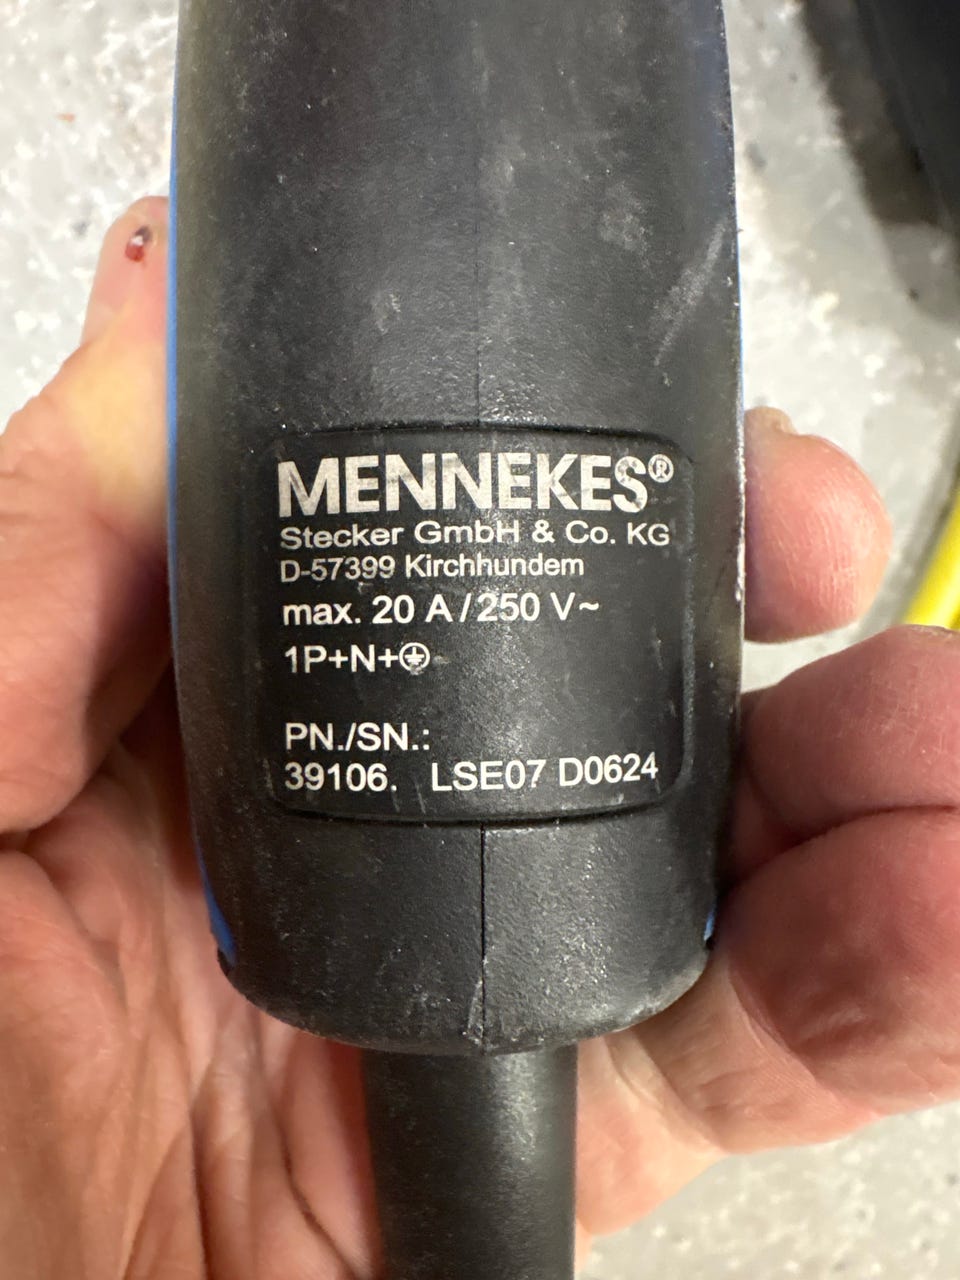 MENNEKES®
Stecker GmbH & Co. KG
D-57399 Kirchhundem
max. 20 A / 250 V~
1P+N+⏚
PN./SN.:
39106. LSE07 D0624